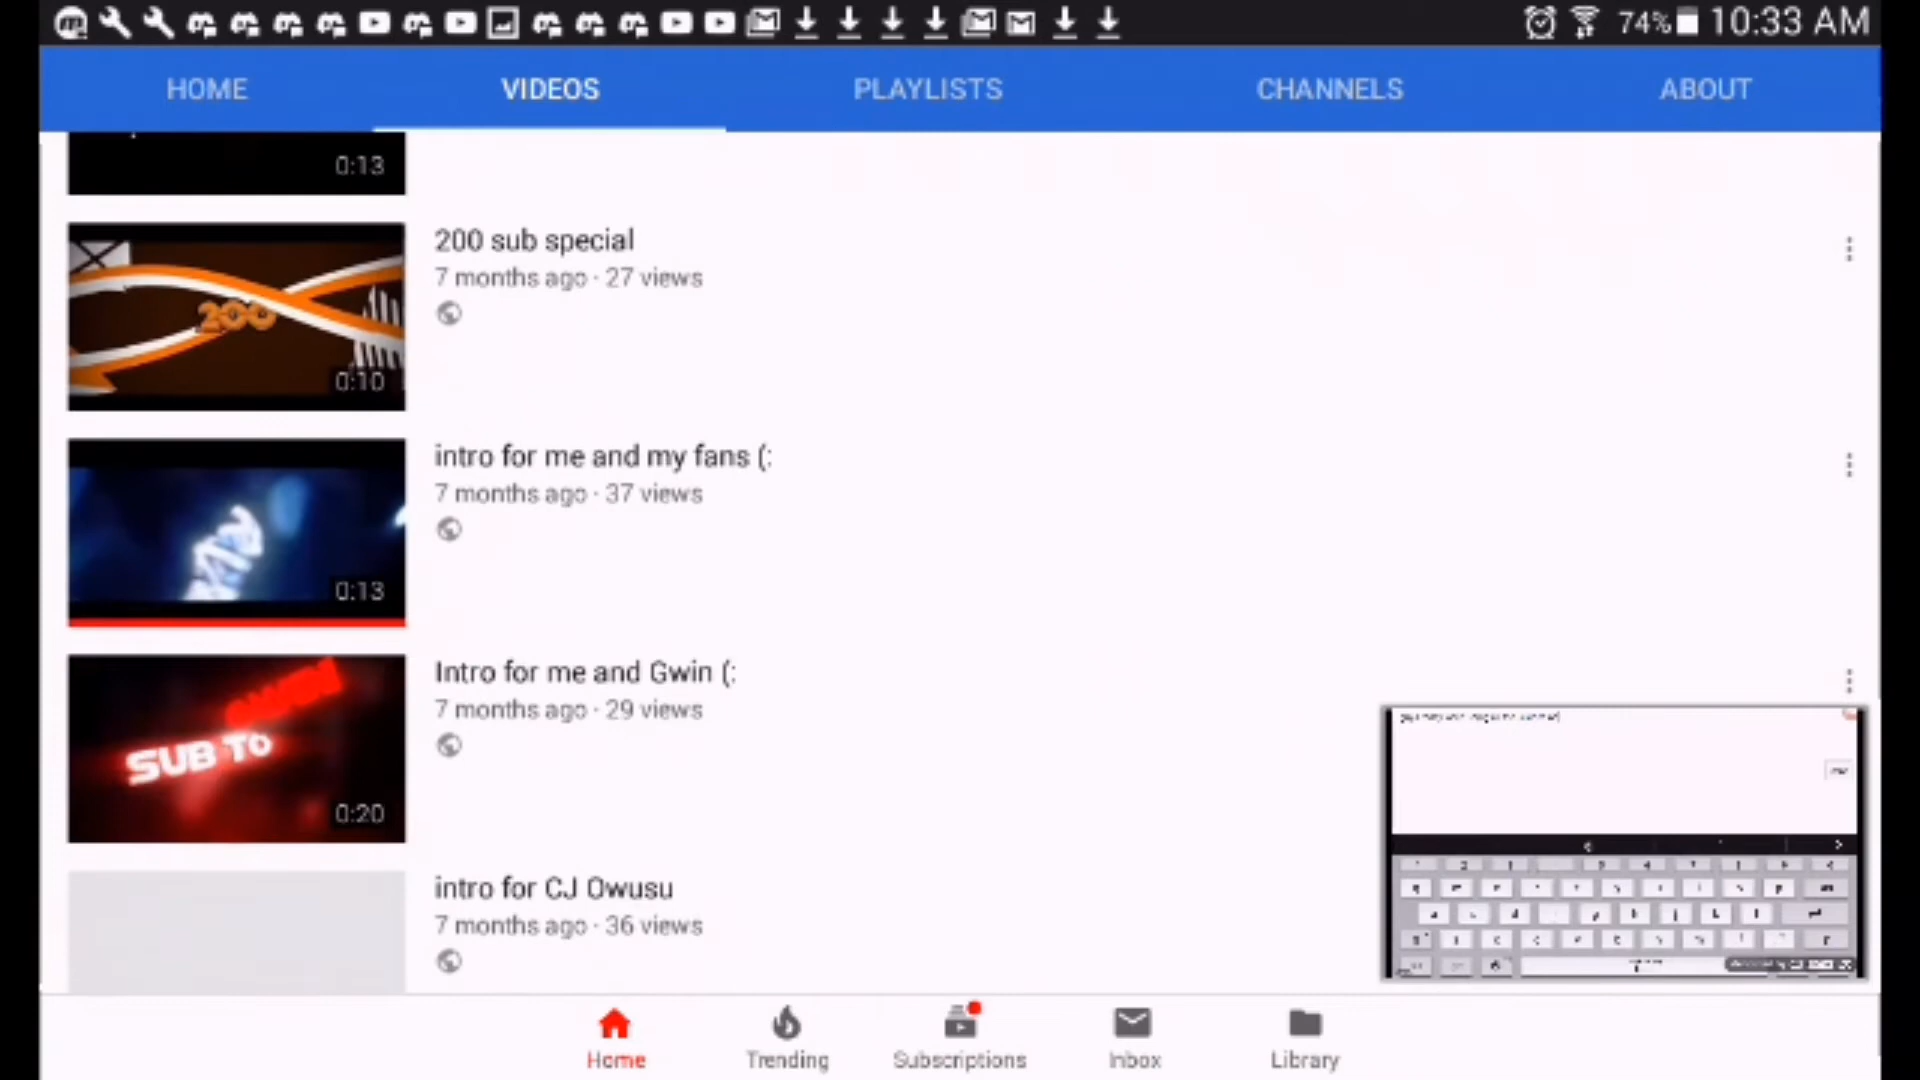 74% 10:33 AM
HOME VIDEOS PLAYLISTS CHANNELS ABOUT
0:13
200 sub special
7 months ago · 27 views
200
0:10
intro for me and my fans (:
7 months ago · 37 views
0:13
Intro for me and Gwin (:
7 months ago · 29 views
SUB TO
0:20
intro for CJ Owusu
7 months ago · 36 views
Home Trending Subscriptions Inbox Library